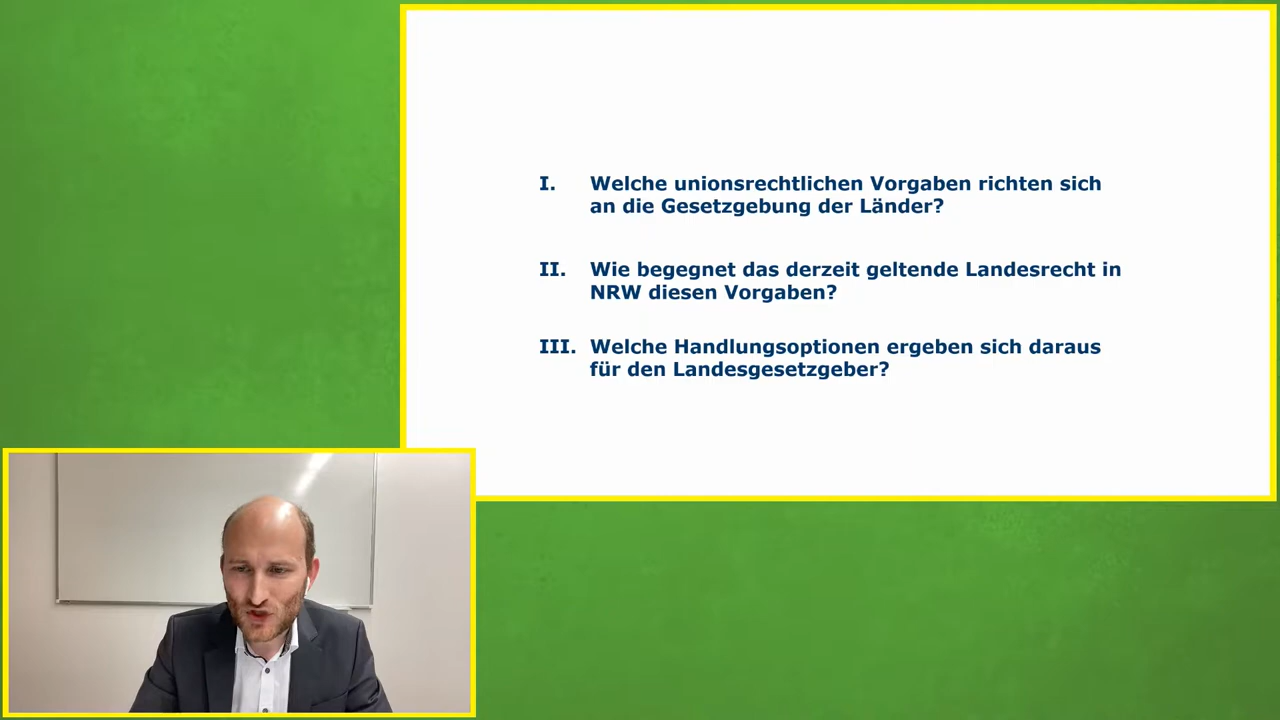 I. Welche unionsrechtlichen Vorgaben richten sich
an die Gesetzgebung der Länder?
II. Wie begegnet das derzeit geltende Landesrecht in
NRW diesen Vorgaben?
III. Welche Handlungsoptionen ergeben sich daraus
für den Landesgesetzgeber?